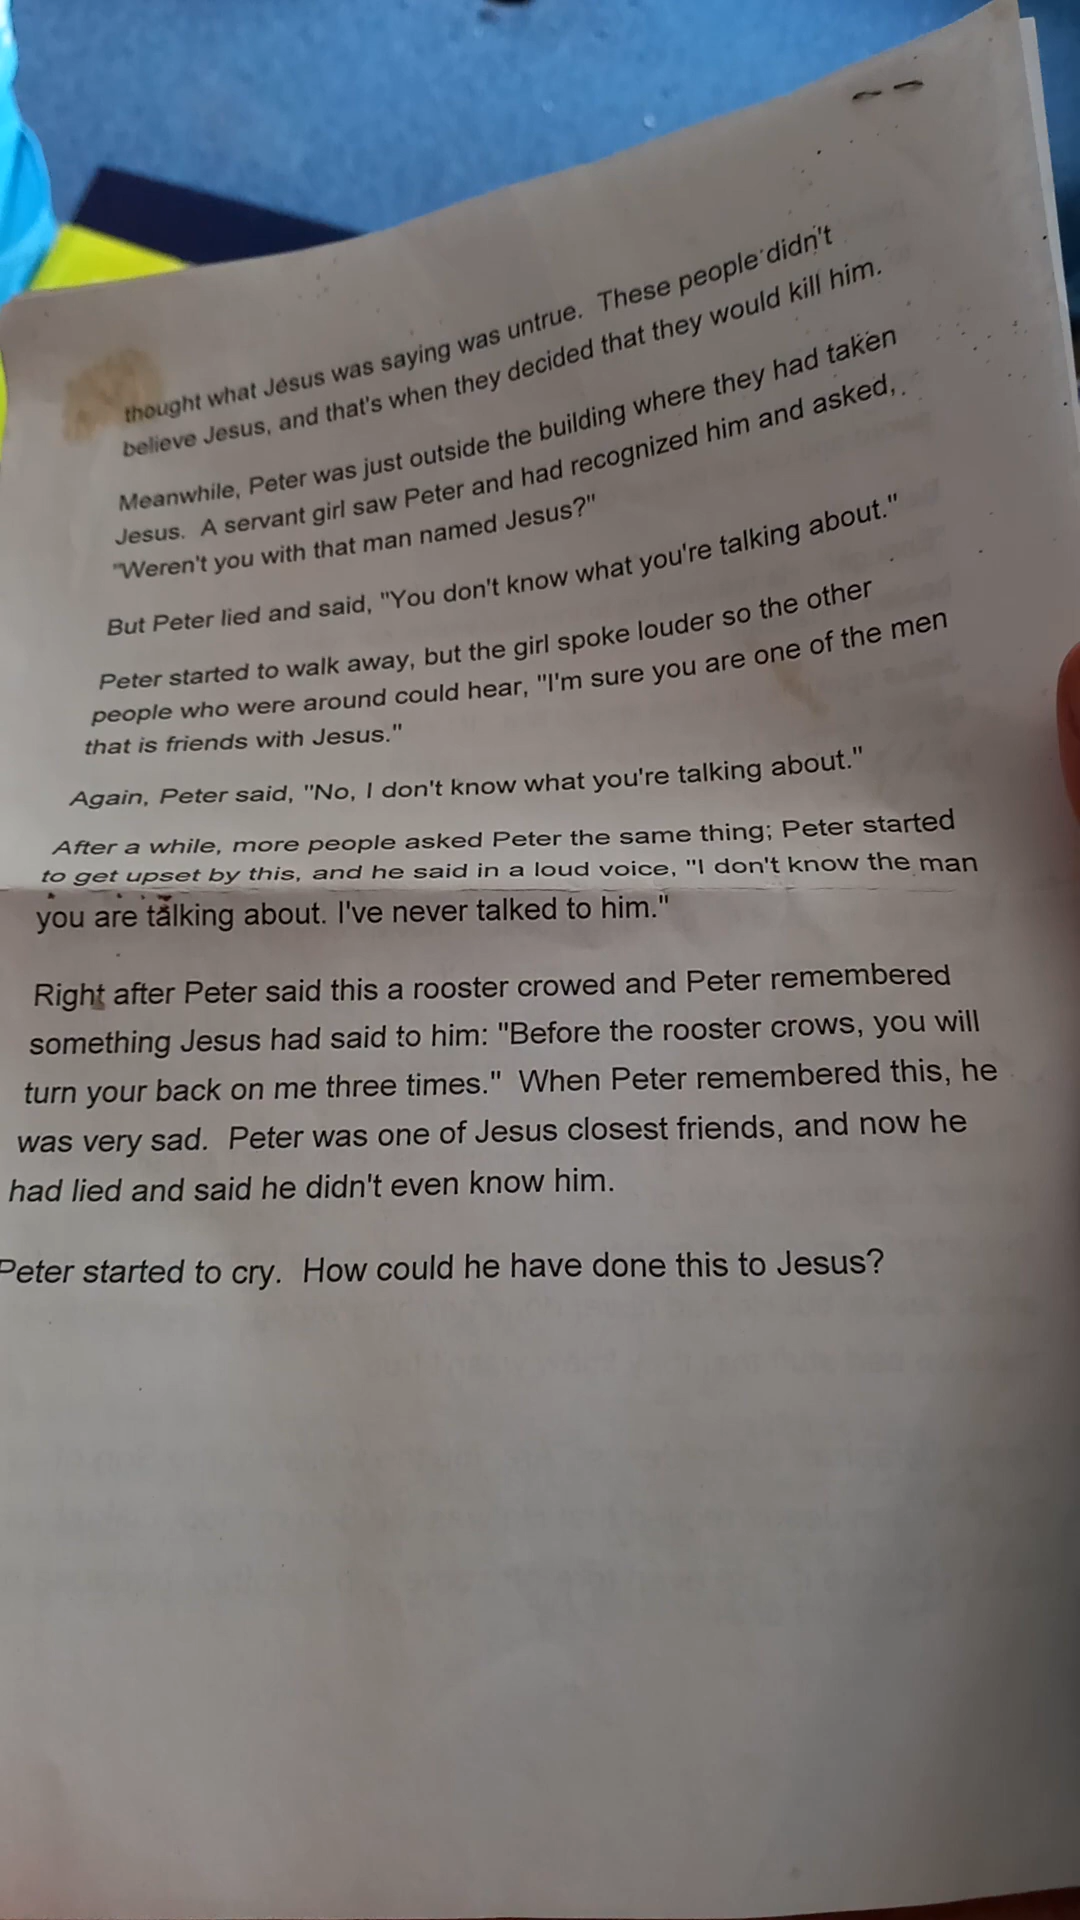 thought what Jesus was saying was untrue. These people didn't
believe Jesus, and that's when they decided that they would kill him.
Meanwhile, Peter was just outside the building where they had taken
Jesus. A servant girl saw Peter and had recognized him and asked,
"Weren't you with that man named Jesus?"
But Peter lied and said, "You don't know what you're talking about."
Peter started to walk away, but the girl spoke louder so the other
people who were around could hear, "I'm sure you are one of the men
that is friends with Jesus."
Again, Peter said, "No, I don't know what you're talking about."
After a while, more people asked Peter the same thing; Peter started
to get upset by this, and he said in a loud voice, "I don't know the man
you are talking about. I've never talked to him."
Right after Peter said this a rooster crowed and Peter remembered
something Jesus had said to him: "Before the rooster crows, you will
turn your back on me three times." When Peter remembered this, he
was very sad. Peter was one of Jesus closest friends, and now he
had lied and said he didn't even know him.
Peter started to cry. How could he have done this to Jesus?